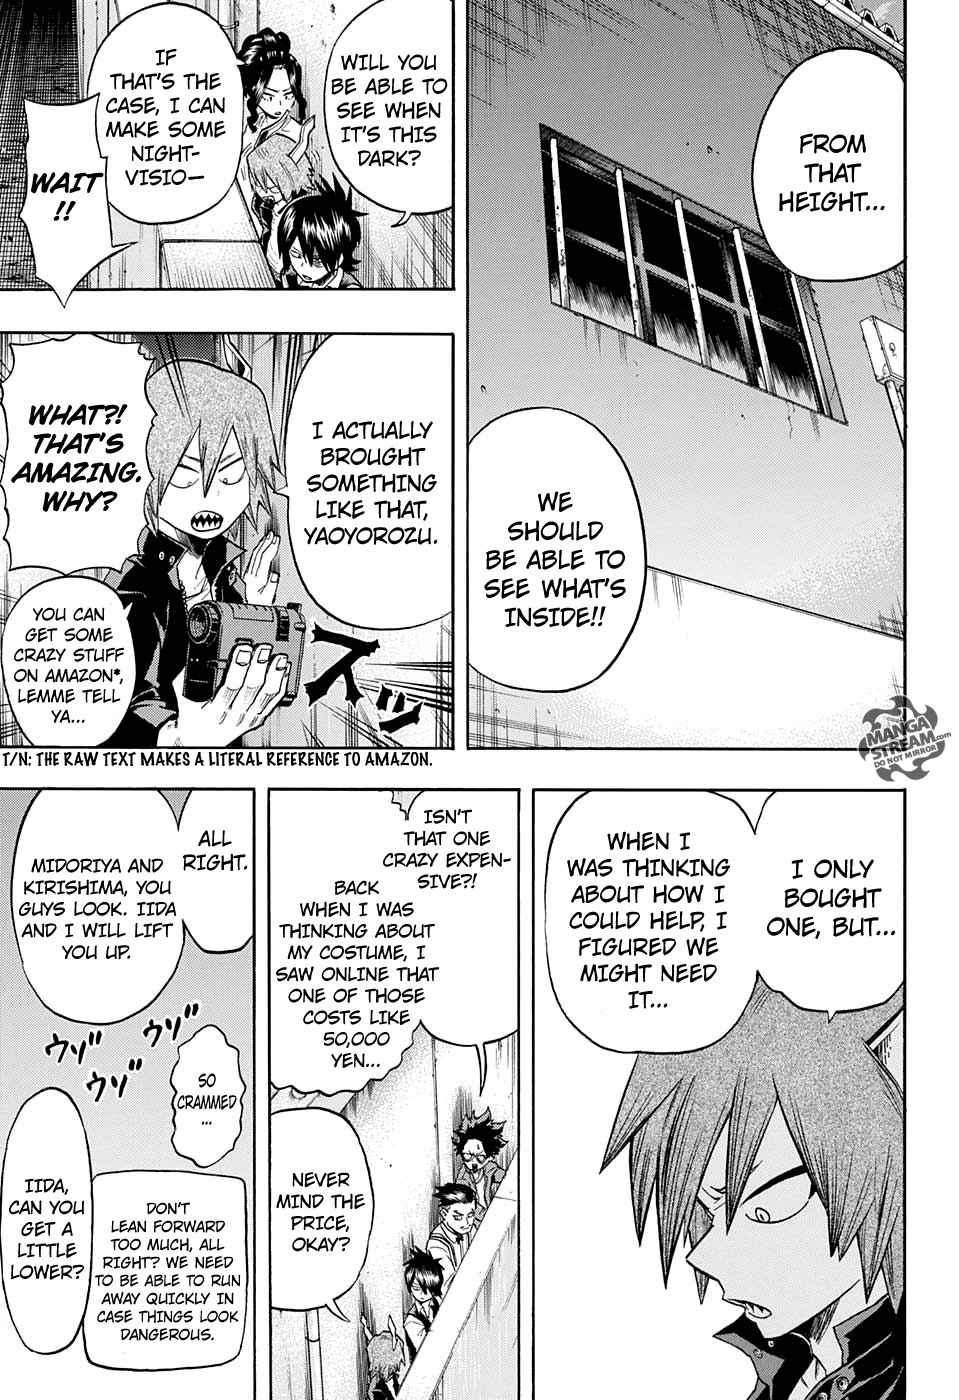 FROM
THAT
HEIGHT...
WE
SHOULD
BE ABLE TO
SEE WHAT'S
INSIDE!!
WILL YOU
BE ABLE TO
SEE WHEN
IT'S THIS
DARK?
IF
THAT'S THE
CASE, I CAN
MAKE SOME
NIGHT-
VISIO—
WAIT
!!
I ACTUALLY
BROUGHT
SOMETHING
LIKE THAT,
YAOYOROZU.
WHAT?!
THAT'S
AMAZING.
WHY?
YOU CAN
GET SOME
CRAZY STUFF
ON AMAZON*,
LEMME TELL
YA...
T/N: THE RAW TEXT MAKES A LITERAL REFERENCE TO AMAZON.
MANGA
STREAM.com
DO NOT MIRROR
I ONLY
BOUGHT
ONE, BUT...
WHEN I
WAS THINKING
ABOUT HOW I
COULD HELP, I
FIGURED WE
MIGHT NEED
IT...
ISN'T
THAT ONE
CRAZY EXPEN-
SIVE?!
BACK
WHEN I WAS
THINKING ABOUT
MY COSTUME, I
SAW ONLINE THAT
ONE OF THOSE
COSTS LIKE
50,000
YEN...
NEVER
MIND THE
PRICE,
OKAY?
ALL
RIGHT.
MIDORIYA AND
KIRISHIMA, YOU
GUYS LOOK. IIDA
AND I WILL LIFT
YOU UP.
ウゾ"
ウゾ"
ウゾ"
SO
CRAMMED
...
DON'T
LEAN FORWARD
TOO MUCH, ALL
RIGHT? WE NEED
TO BE ABLE TO RUN
AWAY QUICKLY IN
CASE THINGS LOOK
DANGEROUS.
IIDA,
CAN YOU
GET A
LITTLE
LOWER?